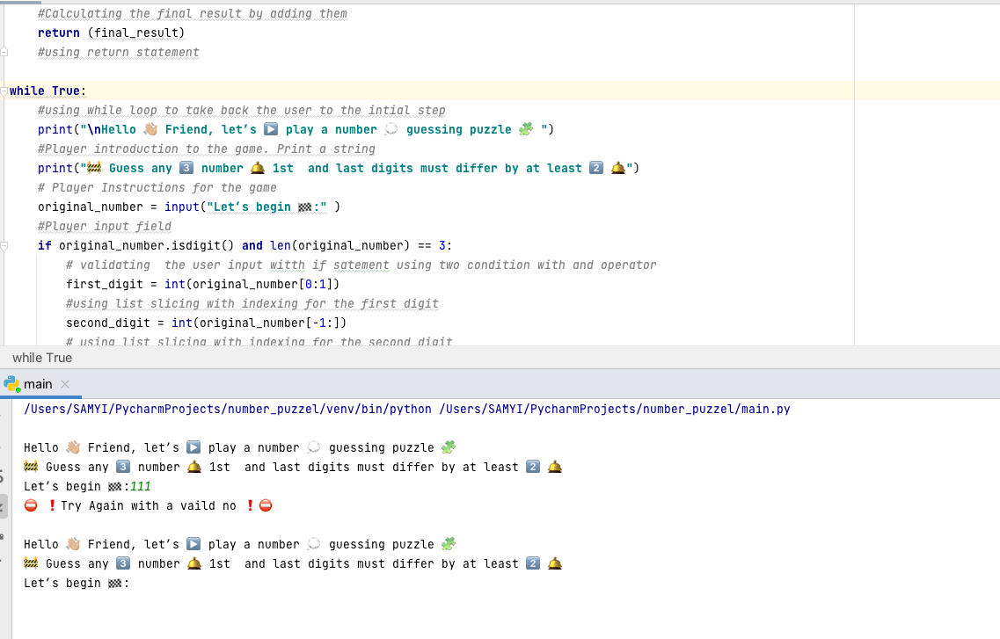 #Calculating the final result by adding them
return (final_result)
#using return statement
while True:
#using while loop to take back the user to the intial step
print("\nHello 👋🏼 Friend, let’s ▶️ play a number 💭 guessing puzzle 🧩 ")
#Player introduction to the game. Print a string
print("🚧 Guess any 3️⃣ number 🛎 1st  and last digits must differ by at least 2️⃣ 🛎")
# Player Instructions for the game
original_number = input("Let’s begin 🏁:" )
#Player input field
if original_number.isdigit() and len(original_number) == 3:
# validating  the user input witth if satement using two condition with and operator
first_digit = int(original_number[0:1])
#using list slicing with indexing for the first digit
second_digit = int(original_number[-1:])
# using list slicing with indexing for the second digit
while True
main
/Users/SAMYI/PycharmProjects/number_puzzel/venv/bin/python /Users/SAMYI/PycharmProjects/number_puzzel/main.py
Hello 👋🏼 Friend, let’s ▶️ play a number 💭 guessing puzzle 🧩
🚧 Guess any 3️⃣ number 🛎 1st  and last digits must differ by at least 2️⃣ 🛎
Let’s begin 🏁:111
⛔ ❗Try Again with a vaild no ❗⛔
Hello 👋🏼 Friend, let’s ▶️ play a number 💭 guessing puzzle 🧩
🚧 Guess any 3️⃣ number 🛎 1st  and last digits must differ by at least 2️⃣ 🛎
Let’s begin 🏁: